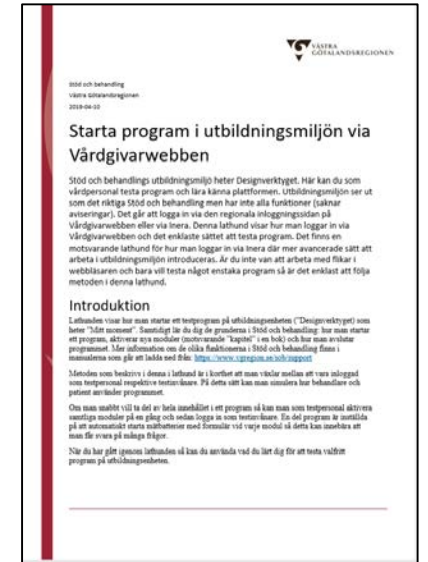 VÄSTRA
GÖTALANDSREGIONEN
Stöd och behandling
Västra Götalandsregionen
2019-04-10
Starta program i utbildningsmiljön via
Vårdgivarwebben
Stöd och behandlings utbildningsmiljö heter Designverktyget. Här kan du som
vårdpersonal testa program och lära känna plattformen. Utbildningsmiljön ser ut
som det riktiga Stöd och behandling men har inte alla funktioner (saknar
aviseringar). Det går att logga in via den regionala inloggningssidan på
Vårdgivarwebben eller via Inera. Denna lathund visar hur man loggar in via
Vårdgivarwebben och det enklaste sättet att testa program. Det finns en
motsvarande lathund för hur man loggar in via Inera där mer avancerade sätt att
arbeta i utbildningsmiljön introduceras. Är du inte van att arbeta med flikar i
webbläsaren och bara vill testa något enstaka program så är det enklast att följa
metoden i denna lathund.
Introduktion
Lathunden visar hur man startar ett testprogram på utbildningsenheten ("Designverktyget) som
heter "Mitt moment". Samtidigt lär du dig de grunderna i Stöd och behandling: hur man startar
ett program, aktiverar nya moduler (motsvarande "kapitel" i en bok) och hur man avslutar
programmet. Mer information om de olika funktionerna i Stöd och behandling finns i
manualerna som går att ladda ned från: https://www.vgregion.se/sob/support
Metoden som beskrivs i denna i lathund är i korthet att man växlar mellan att vara inloggad
som testpersonal respektive testinvånare. På detta sätt kan man simulera hur behandlare och
patient använder programmet.
Om man snabbt vill ta del av hela innehållet i ett program så kan man som testpersonal aktivera
samtliga moduler på en gång och sedan logga in som testinvånare. En del program är inställda
på att automatiskt starta mätbatterier med formulär vid varje modul så detta kan innebära att
man får svara på många frågor.
När du har gått igenom lathunden så kan du använda vad du lärt dig för att testa valfritt
program på utbildningsenheten.